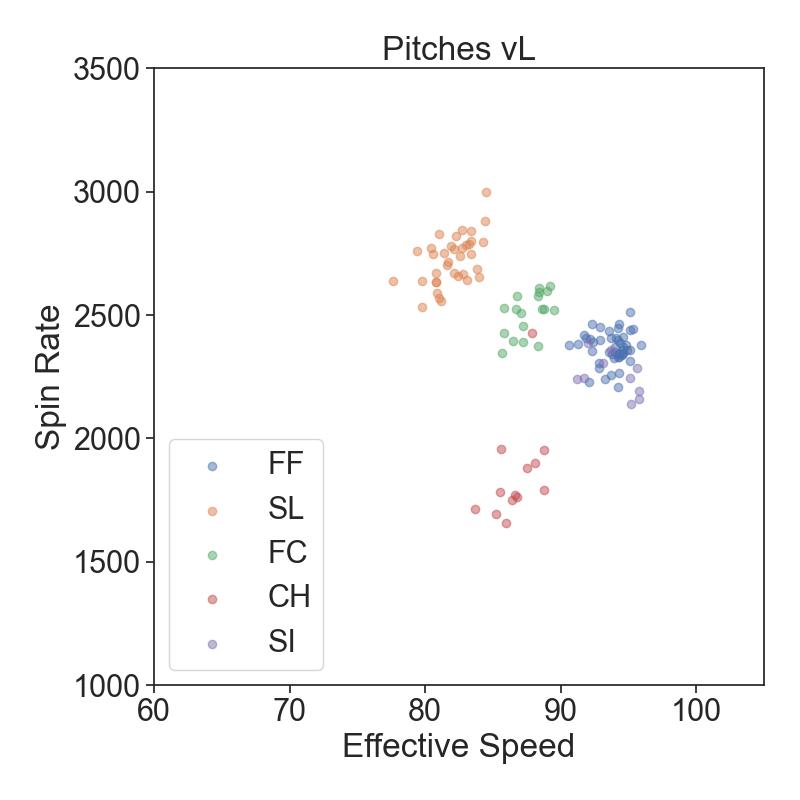 Pitches vL
3500
3000
2500
2000
1500
1000
Spin Rate
FF
SL
FC
CH
SI
60 70 80 90 100
Effective Speed